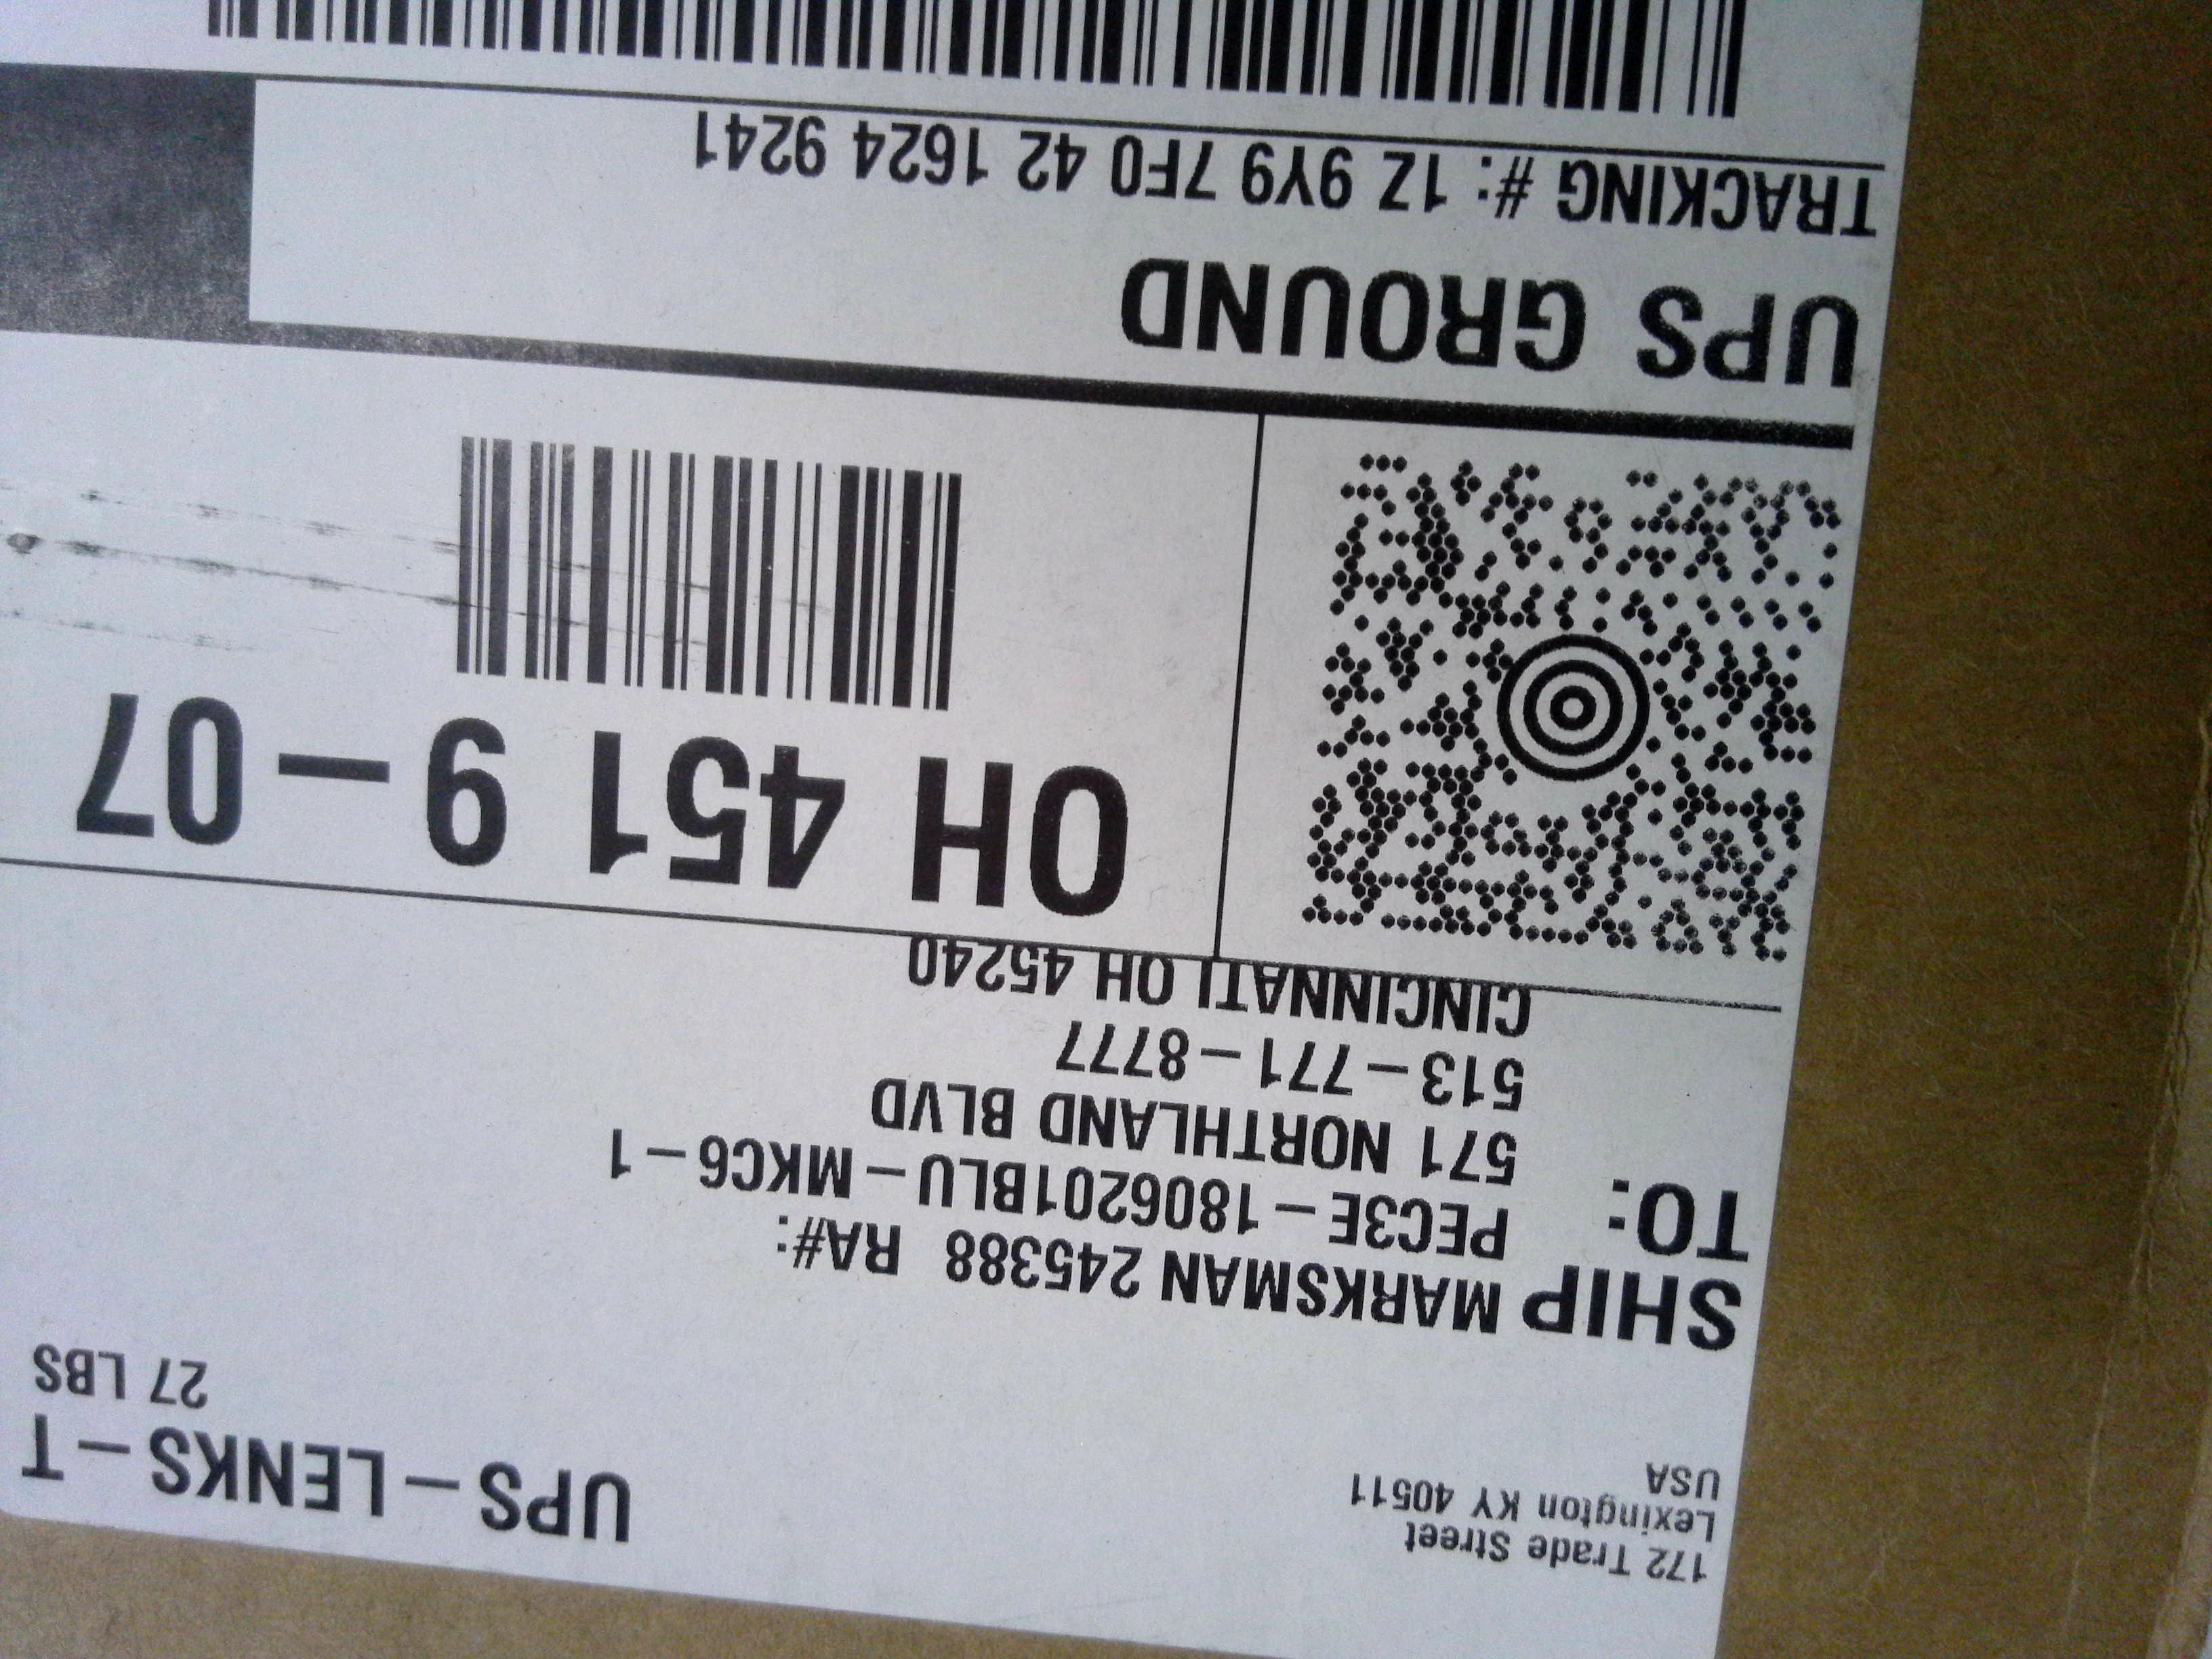 172 Trade Street
Lexington KY 40511
USA
UPS-LENKS-T
27 LBS
SHIP TO:
MARKSMAN 245388 RA#:
PEC3E-1806201BLU-MKC6-1
571 NORTHLAND BLVD
513-771-8777
CINCINNATI OH 45240
OH 451 9-07
UPS GROUND
TRACKING #: 1Z 9Y9 7F0 42 1624 9241